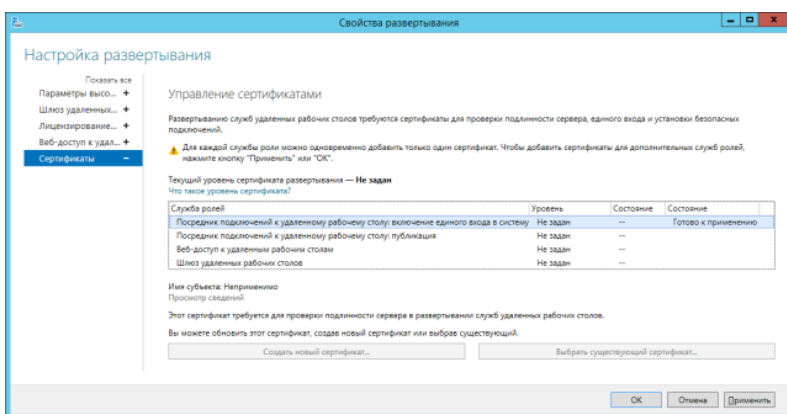 Свойства развертывания
Настройка развертывания
Показать все
Параметры высо... +
Шлюз удаленных... +
Лицензирование... +
Веб-доступ к удал... +
Сертификаты –
Управление сертификатами
Развертыванию служб удаленных рабочих столов требуются сертификаты для проверки подлинности сервера, единого входа и установки безопасных
подключений.
Для каждой службы роли можно одновременно добавить только один сертификат. Чтобы добавить сертификаты для дополнительных служб ролей,
нажмите кнопку "Применить" или "ОК".
Текущий уровень сертификата развертывания — Не задан
Что такое уровень сертификата?
Служба ролей Уровень Состояние Состояние
Посредник подключений к удаленному рабочему столу: включение единого входа в систему Не задан -- Готово к применению
Посредник подключений к удаленному рабочему столу: публикация Не задан --
Веб-доступ к удаленным рабочим столам Не задан --
Шлюз удаленных рабочих столов Не задан --
Имя субъекта: Неприменимо
Просмотр сведений
Этот сертификат требуется для проверки подлинности сервера в развертывании служб удаленных рабочих столов.
Вы можете обновить этот сертификат, создав новый сертификат или выбрав существующий.
Создать новый сертификат... Выбрать существующий сертификат...
ОК Отмена Применить